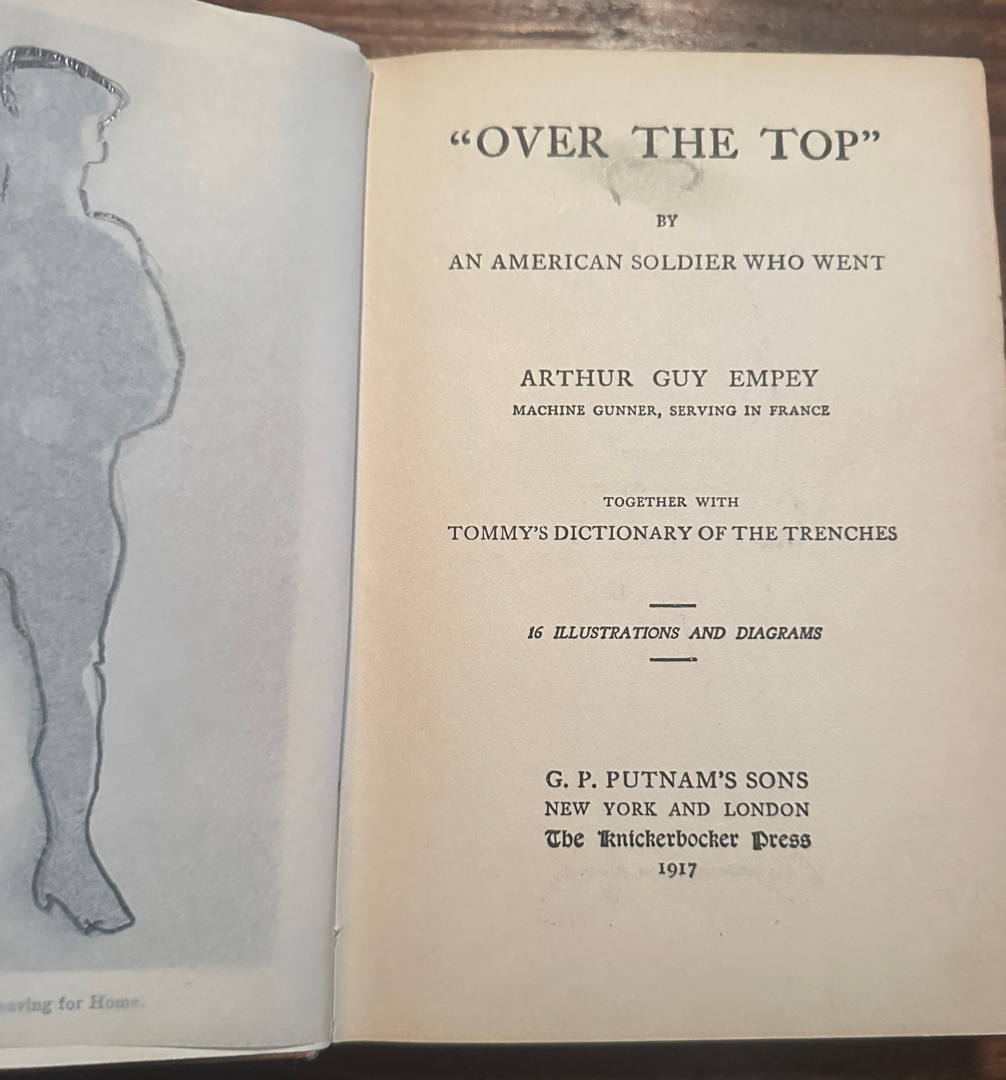 “OVER THE TOP”
BY
AN AMERICAN SOLDIER WHO WENT
ARTHUR GUY EMPEY
MACHINE GUNNER, SERVING IN FRANCE
TOGETHER WITH
TOMMY’S DICTIONARY OF THE TRENCHES
16 ILLUSTRATIONS AND DIAGRAMS
G. P. PUTNAM’S SONS
NEW YORK AND LONDON
The Knickerbocker Press
1917
eaving for Home.